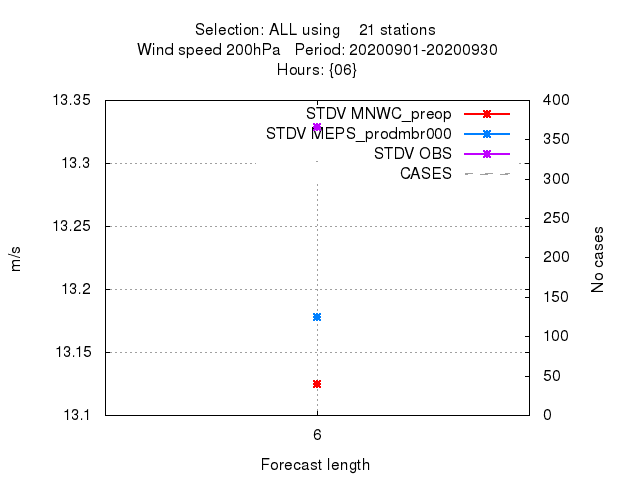 Selection: ALL using 21 stations
Wind speed 200hPa Period: 20200901-20200930
Hours: {06}
13.35
13.3
13.25
13.2
13.15
13.1
m/s
STDV MNWC_preop
STDV MEPS_prodmbr000
STDV OBS
CASES
400
350
300
250
200
150
100
50
0
No cases
6
Forecast length